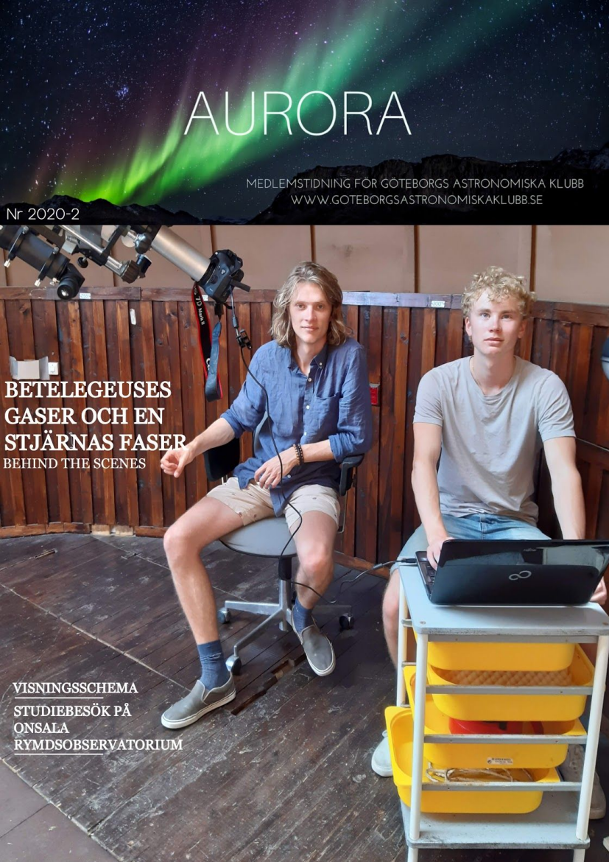 AURORA
MEDLEMSTIDNING FÖR GÖTEBORGS ASTRONOMISKA KLUBB
WWW.GOTEBORGSASTRONOMISKAKLUBB.SE
Nr 2020-2
BETELEGEUSES
GASER OCH EN
STJÄRNAS FASER
BEHIND THE SCENES
VISNINGSSCHEMA
STUDIEBESÖK PÅ
ONSALA
RYMDSOBSERVATORIUM